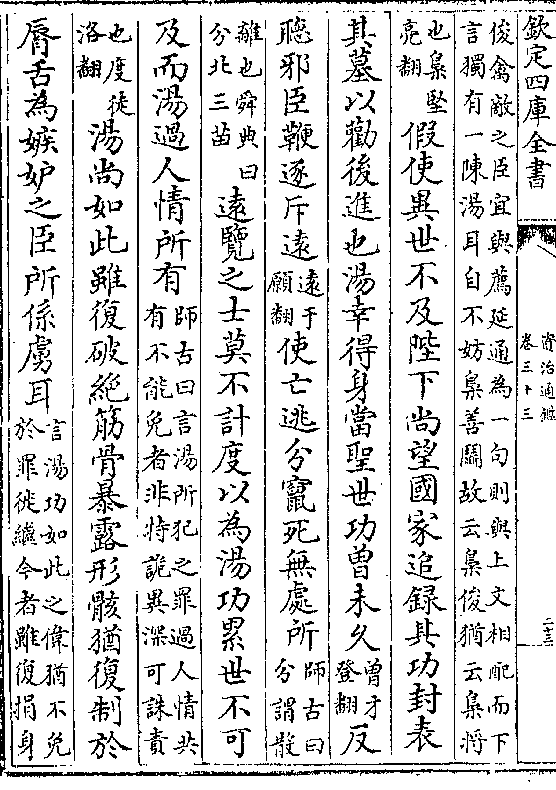 欽定四庫全書
資治通鑑
卷三十三
二三
俊禽敵之臣宜與薦延通為一句則與上文相配而下
言獨有一陳湯耳自不妨梟善鬬故云梟俊猶云梟將
也梟堅
亮翻
假使異世不及陛下尚望國家追錄其功封表
其墓以勸後進也湯幸得身當聖世功曾未久
曾才
登翻
反
聽邪臣鞭逐斥遠
遠于
願翻
使亡逃分竄死無處所
師古曰
分謂散
離也舜典曰
分北三苗
遠覽之士莫不計度以為湯功累世不可
及而湯過人情所有
師古曰言湯所犯之罪過人情共
有不能免者非特詭異深可誅責
也度徒
洛翻
湯尚如此雖復破絶筋骨暴露形骸猶復制於
脣舌為嫉妒之臣所係虜耳
言湯功如此之偉猶不免
於罪徙繼今者雖復捐身